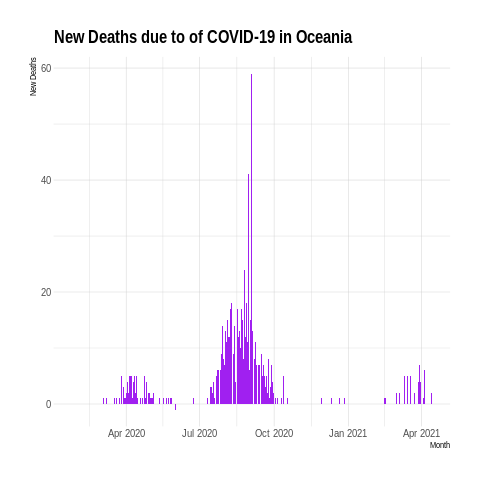 New Deaths due to of COVID-19 in Oceania
New Deaths
60
40
20
0
Apr 2020 Jul 2020 Oct 2020 Jan 2021 Apr 2021
Month